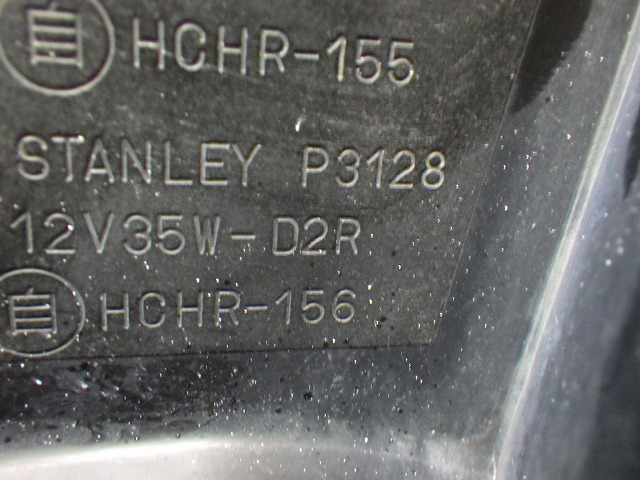 自 HCHR-155
STANLEY P3128
12V35W-D2R
自 HCHR-156